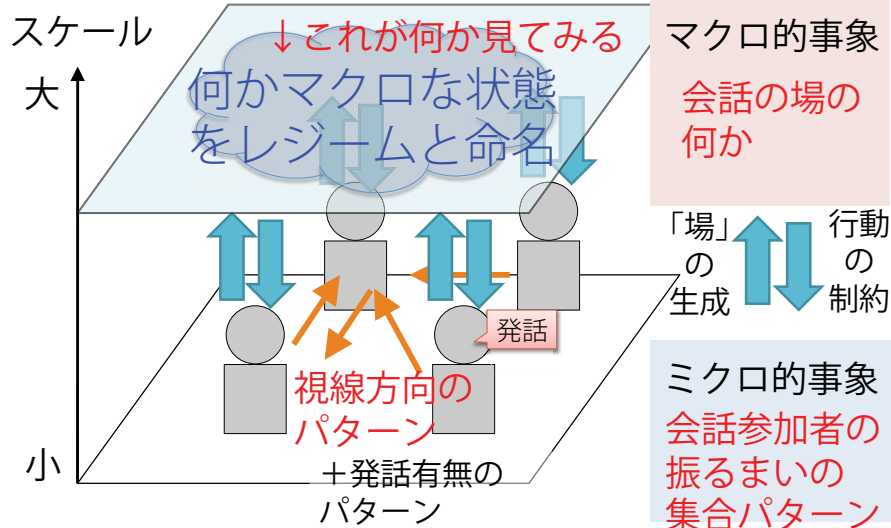 スケール
大
小
↓これが何か見てみる
何かマクロな状態
をレジームと命名
発話
視線方向の
パターン
＋発話有無の
パターン
マクロ的事象
会話の場の
何か
「場」
の
生成
行動
の
制約
ミクロ的事象
会話参加者の
振るまいの
集合パターン